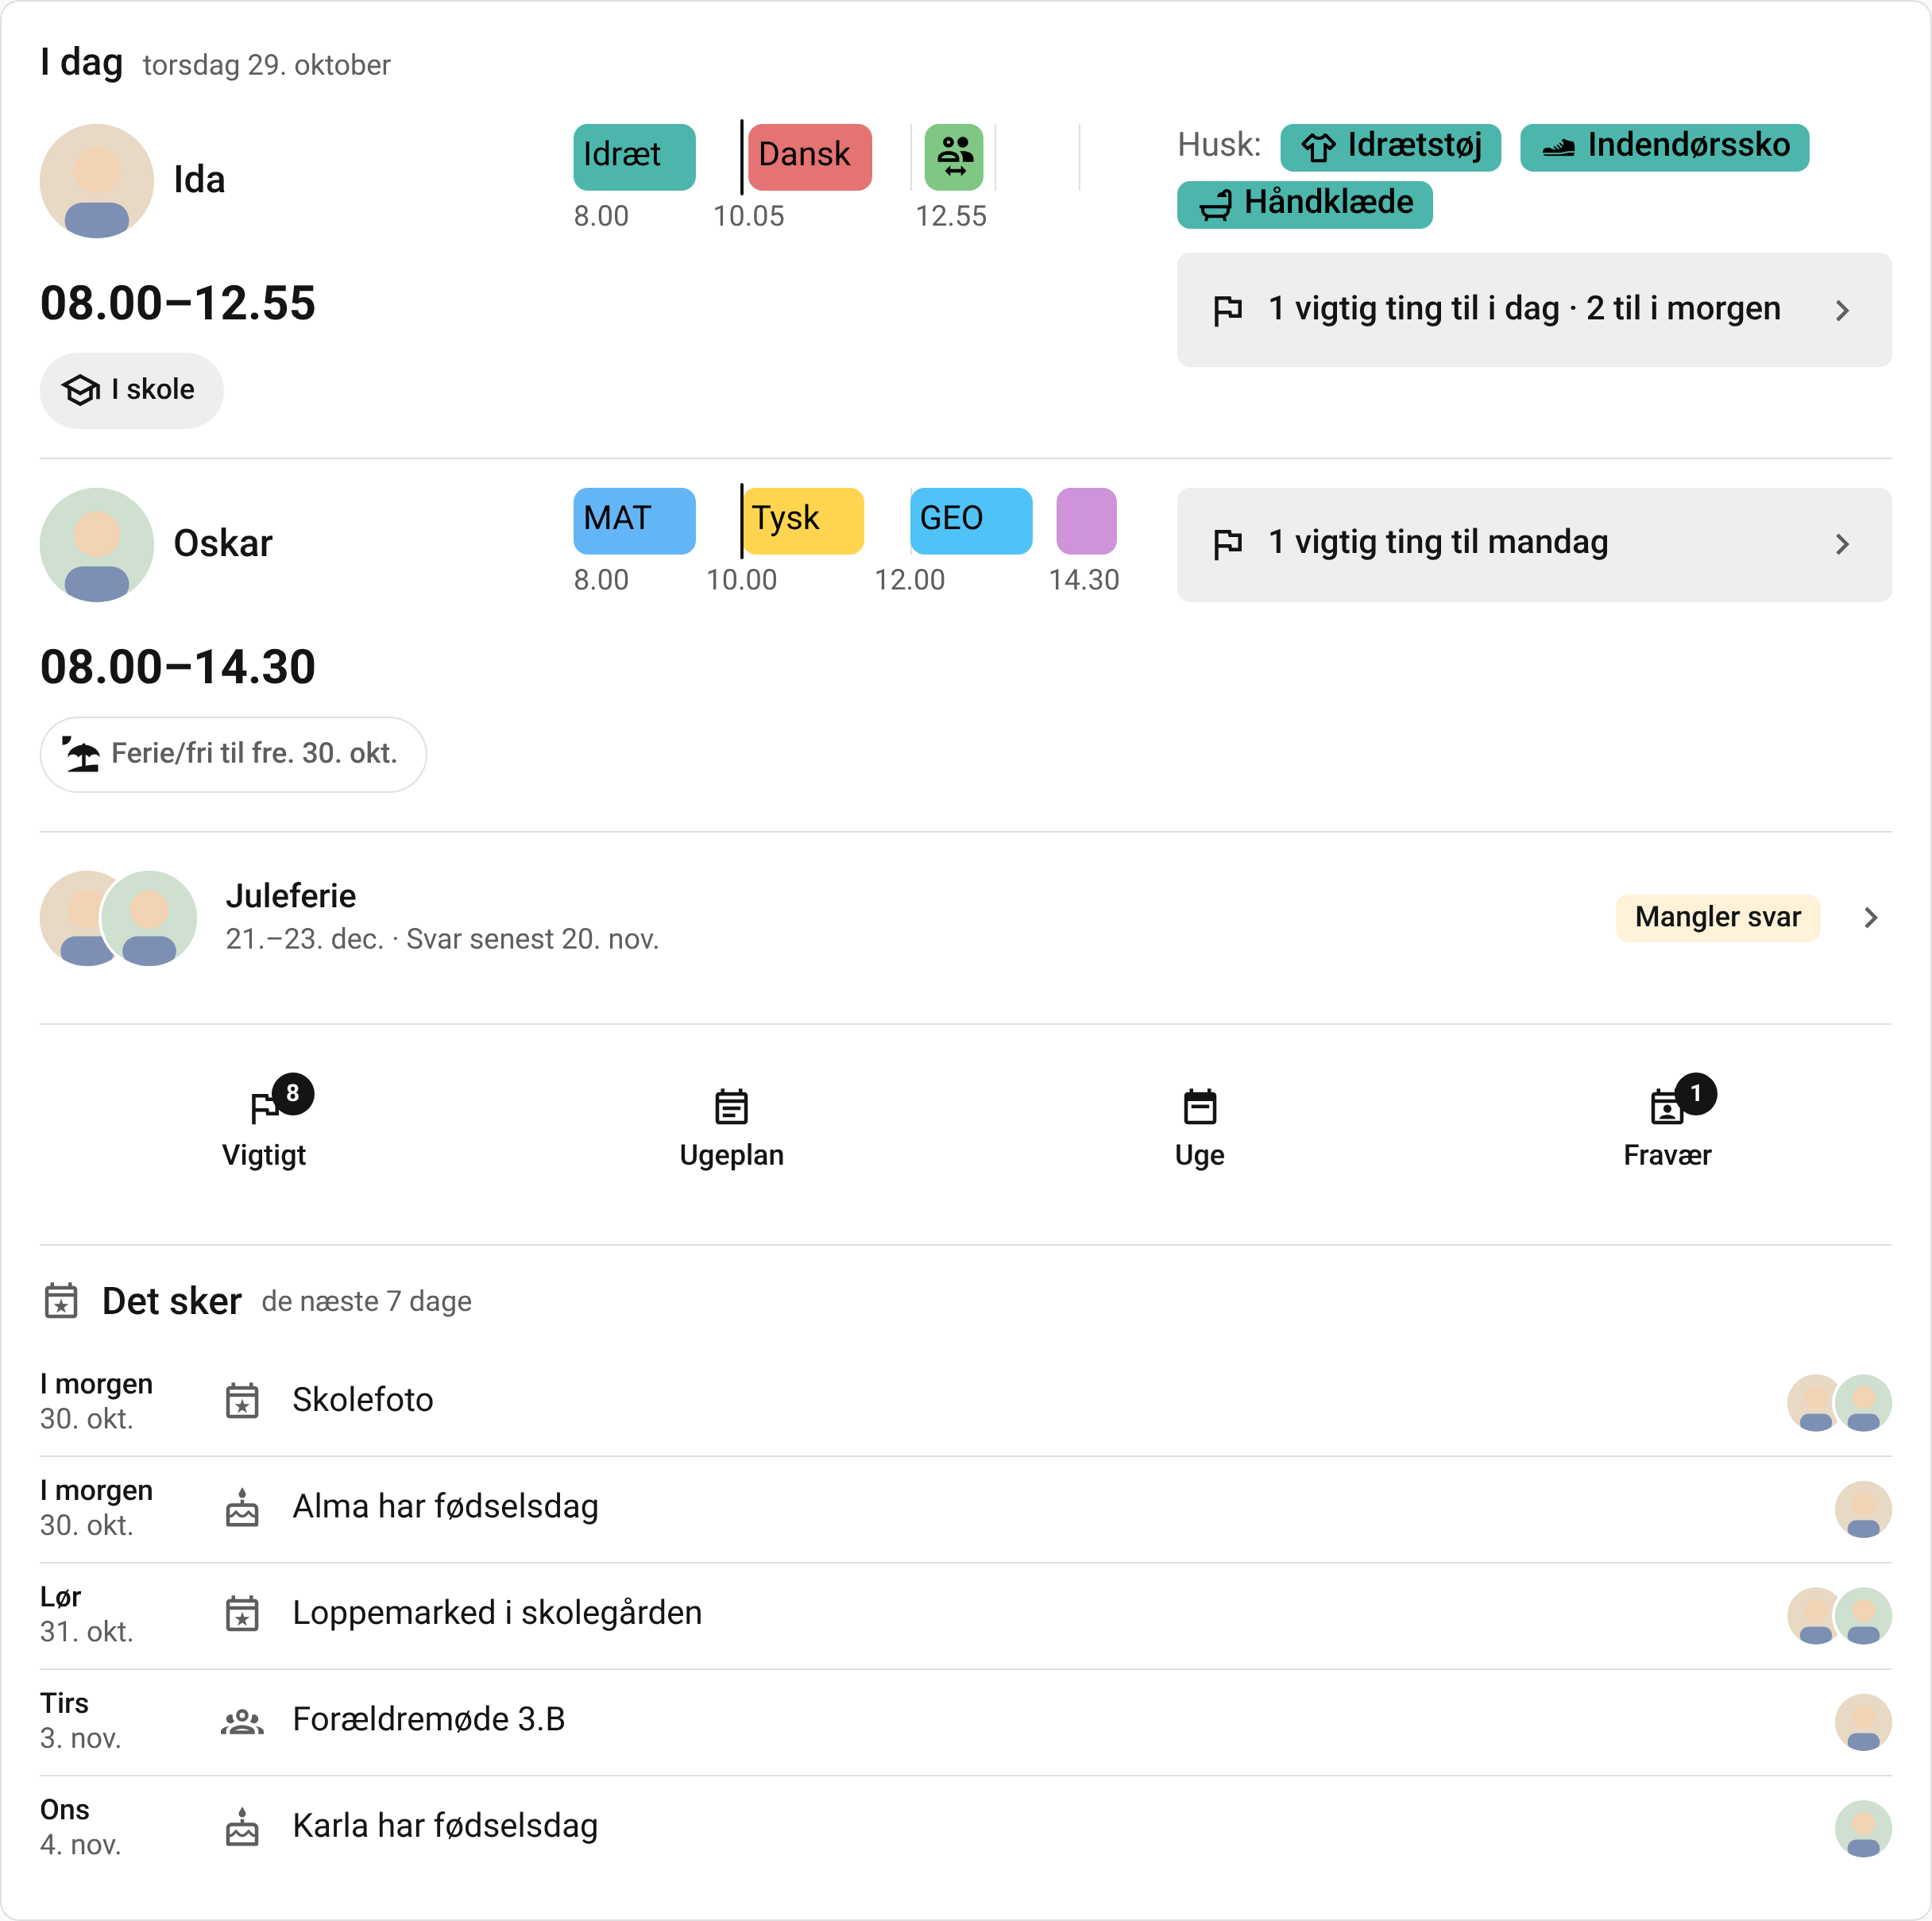 I dag torsdag 29. oktober
Ida
Idræt Dansk
8.00 10.05 12.55
Husk: Idrætstøj Indendørssko
Håndklæde
08.00–12.55
1 vigtig ting til i dag · 2 til i morgen
I skole
Oskar
MAT Tysk GEO
8.00 10.00 12.00 14.30
1 vigtig ting til mandag
08.00–14.30
Ferie/fri til fre. 30. okt.
Juleferie
21.–23. dec. · Svar senest 20. nov.
Mangler svar
8 1
Vigtigt Ugeplan Uge Fravær
Det sker de næste 7 dage
I morgen
30. okt.
Skolefoto
I morgen
30. okt.
Alma har fødselsdag
Lør
31. okt.
Loppemarked i skolegården
Tirs
3. nov.
Forældremøde 3.B
Ons
4. nov.
Karla har fødselsdag